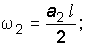 ω₂ = a₂ l / 2 ;